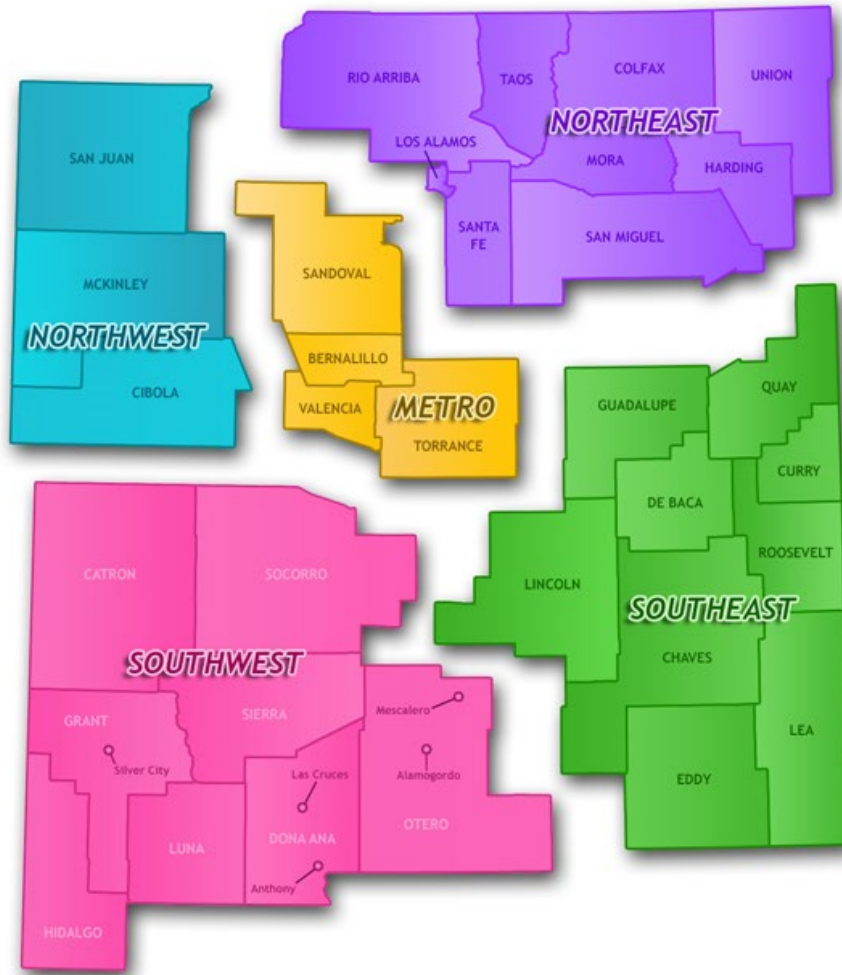 RIO ARRIBA
TAOS
COLFAX
UNION
NORTHEAST
LOS ALAMOS
MORA
HARDING
SANTA
FE
SAN MIGUEL
SAN JUAN
MCKINLEY
NORTHWEST
CIBOLA
SANDOVAL
BERNALILLO
VALENCIA
METRO
TORRANCE
GUADALUPE
QUAY
CURRY
DE BACA
ROOSEVELT
LINCOLN
SOUTHEAST
CHAVES
LEA
EDDY
CATRON
SOCORRO
SOUTHWEST
GRANT
SIERRA
Mescalero
Silver City
Las Cruces
Alamogordo
LUNA
DONA ANA
OTERO
Anthony
HIDALGO